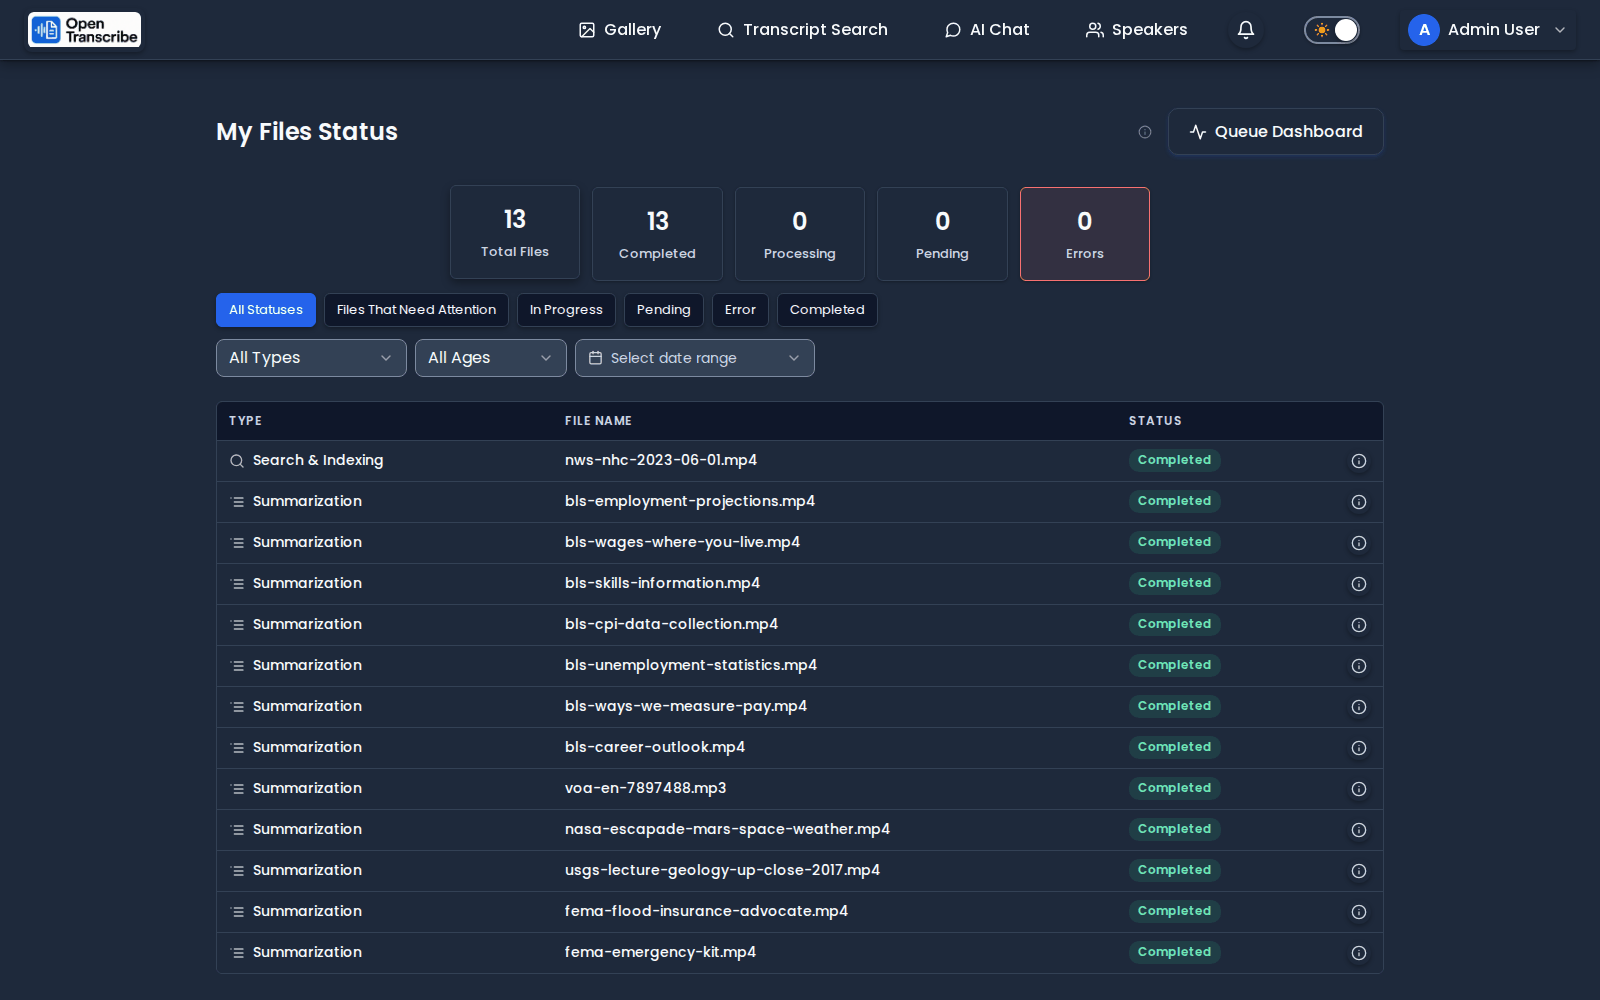 Open
Transcribe
Gallery
Transcript Search
AI Chat
Speakers
A
Admin User
My Files Status
Queue Dashboard
13
Total Files
13
Completed
0
Processing
0
Pending
0
Errors
All Statuses
Files That Need Attention
In Progress
Pending
Error
Completed
All Types
All Ages
Select date range
TYPE FILE NAME STATUS
Search & Indexing nws-nhc-2023-06-01.mp4 Completed
Summarization bls-employment-projections.mp4 Completed
Summarization bls-wages-where-you-live.mp4 Completed
Summarization bls-skills-information.mp4 Completed
Summarization bls-cpi-data-collection.mp4 Completed
Summarization bls-unemployment-statistics.mp4 Completed
Summarization bls-ways-we-measure-pay.mp4 Completed
Summarization bls-career-outlook.mp4 Completed
Summarization voa-en-7897488.mp3 Completed
Summarization nasa-escapade-mars-space-weather.mp4 Completed
Summarization usgs-lecture-geology-up-close-2017.mp4 Completed
Summarization fema-flood-insurance-advocate.mp4 Completed
Summarization fema-emergency-kit.mp4 Completed